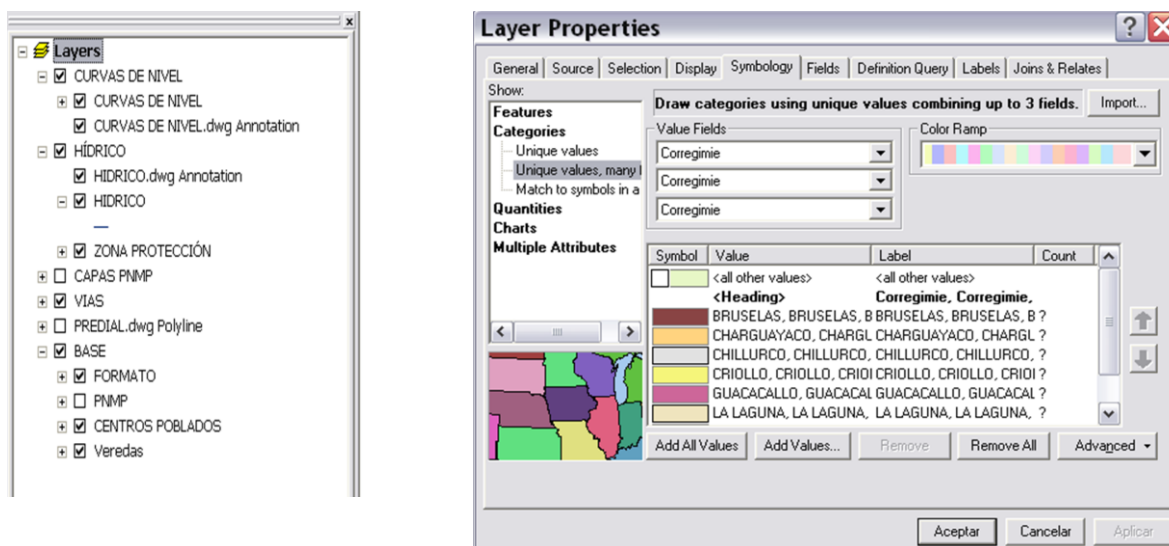 x
Layers
CURVAS DE NIVEL
CURVAS DE NIVEL
CURVAS DE NIVEL.dwg Annotation
HÍDRICO
HIDRICO.dwg Annotation
HIDRICO
ZONA PROTECCIÓN
CAPAS PNMP
VIAS
PREDIAL.dwg Polyline
BASE
FORMATO
PNMP
CENTROS POBLADOS
Veredas
Layer Properties
General Source Selection Display Symbology Fields Definition Query Labels Joins & Relates
Show:
Features
Categories
Unique values
Unique values, many
Match to symbols in a
Quantities
Charts
Multiple Attributes
Draw categories using unique values combining up to 3 fields.
Import...
Value Fields
Corregimie
Corregimie
Corregimie
Color Ramp
Symbol Value Label Count
<all other values> <all other values>
<Heading> Corregimie, Corregimie,
BRUSELAS, BRUSELAS, B BRUSELAS, BRUSELAS, B ?
CHARGUAYACO, CHARGL CHARGUAYACO, CHARGL ?
CHILLURCO, CHILLURCO, CHILLURCO, CHILLURCO, ?
CRIOLLO, CRIOLLO, CRIOI CRIOLLO, CRIOLLO, CRIOI ?
GUACACALLO, GUACACAL GUACACALLO, GUACACAL ?
LA LAGUNA, LA LAGUNA, LA LAGUNA, LA LAGUNA, ?
Add All Values Add Values... Remove Remove All Advanced
Aceptar Cancelar Aplicar